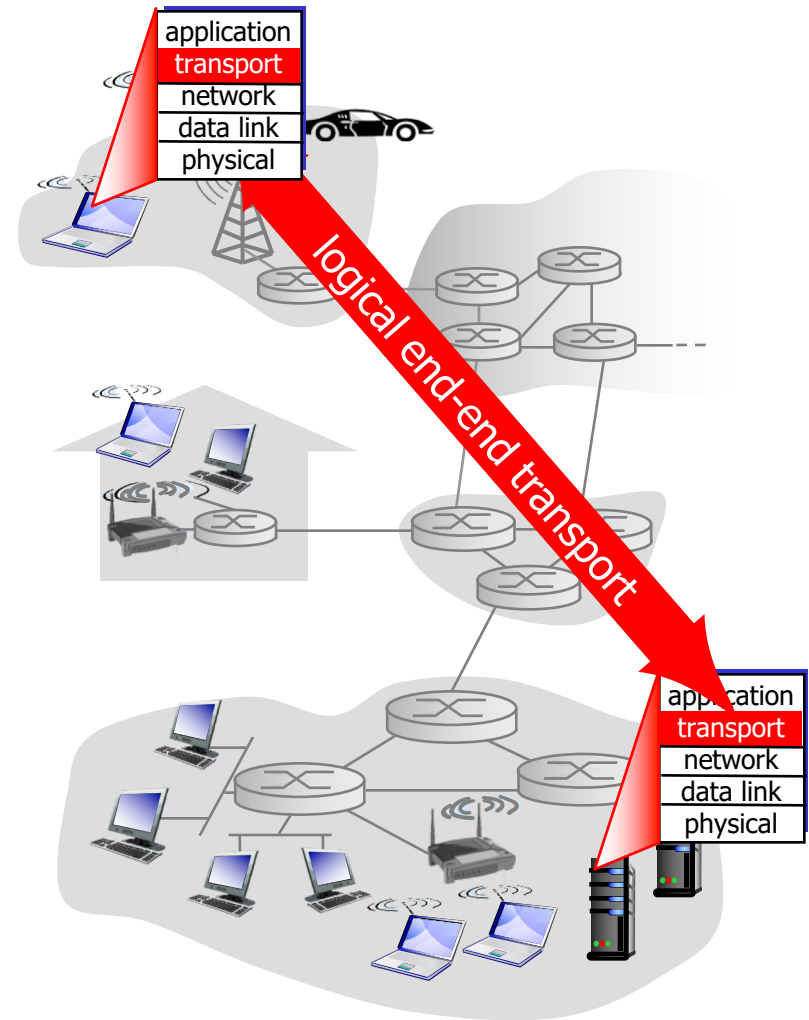 application
transport
network
data link
physical
logical end-end transport
application
transport
network
data link
physical